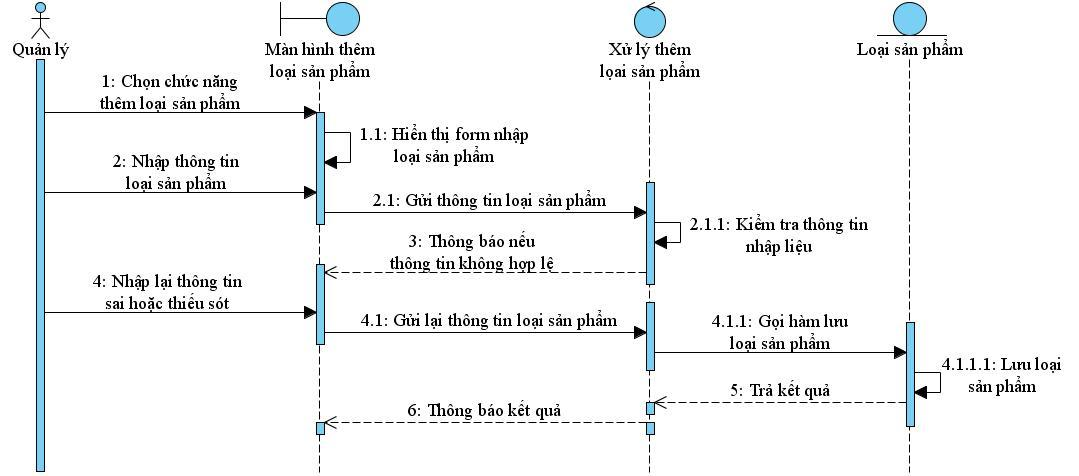 Quản lý
Màn hình thêm
loại sản phẩm
Xử lý thêm
lọai sản phẩm
Loại sản phẩm
1: Chọn chức năng
thêm loại sản phẩm
1.1: Hiển thị form nhập
loại sản phẩm
2: Nhập thông tin
loại sản phẩm
2.1: Gửi thông tin loại sản phẩm
2.1.1: Kiểm tra thông tin
nhập liệu
3: Thông báo nếu
thông tin không hợp lệ
4: Nhập lại thông tin
sai hoặc thiếu sót
4.1: Gửi lại thông tin loại sản phẩm
4.1.1: Gọi hàm lưu
loại sản phẩm
4.1.1.1: Lưu loại
sản phẩm
5: Trả kết quả
6: Thông báo kết quả